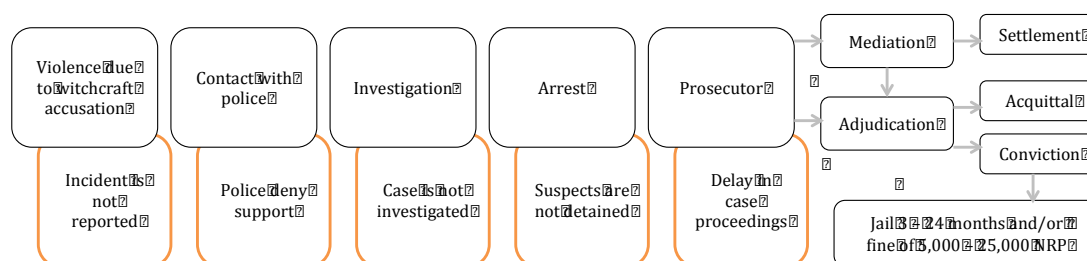 Violence due
to witchcraft
accusation
Contact with
police
Investigation
Arrest
Prosecutor
Mediation
Settlement
Adjudication
Acquittal
Conviction
Incident is
not
reported
Police deny
support
Case is not
investigated
Suspects are
not detained
Delay in
case
proceedings
Jail 3 – 24 months and/or
fine of 5,000 – 25,000 NRP